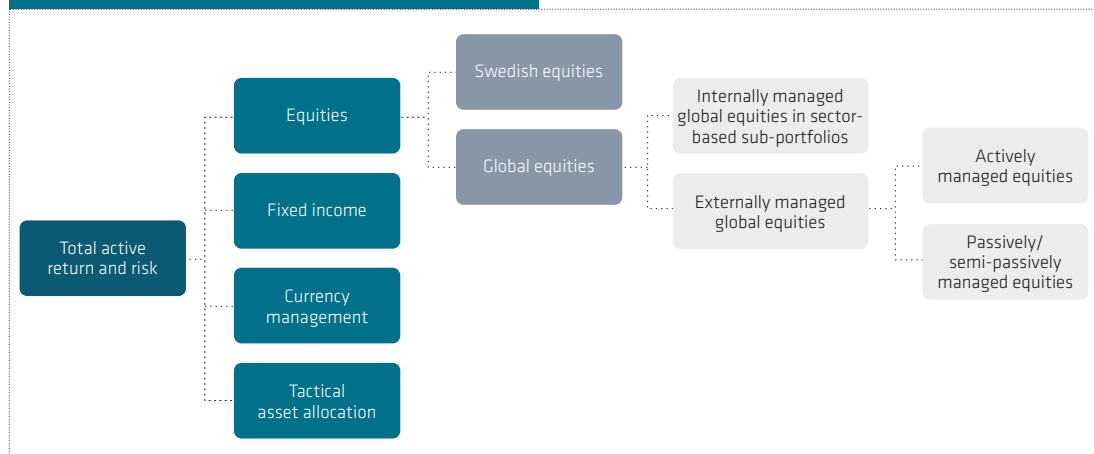 Total active
return and risk
Equities
Fixed income
Currency
management
Tactical
asset allocation
Swedish equities
Global equities
Internally managed
global equities in sector-
based sub-portfolios
Externally managed
global equities
Actively
managed equities
Passively/
semi-passively
managed equities